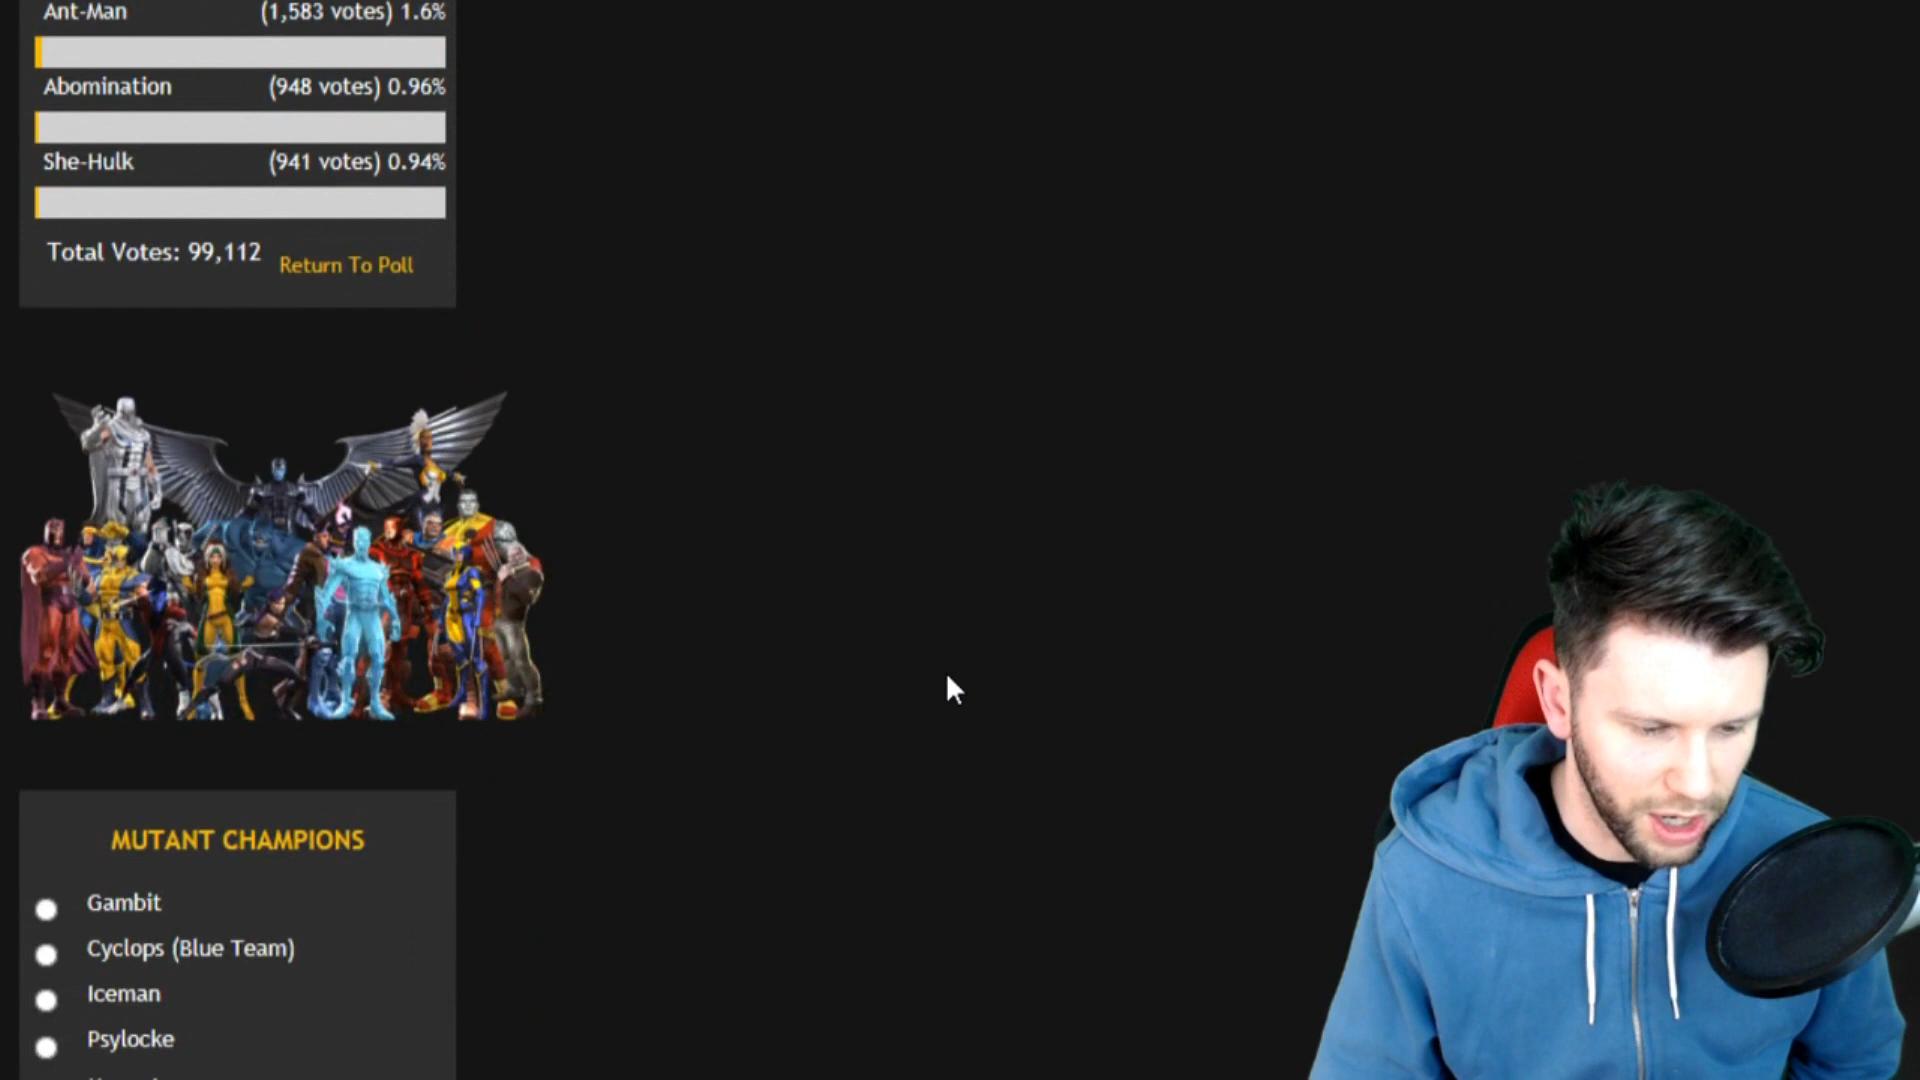 Ant-Man (1,583 votes) 1.6%
Abomination (948 votes) 0.96%
She-Hulk (941 votes) 0.94%
Total Votes: 99,112 Return To Poll
MUTANT CHAMPIONS
Gambit
Cyclops (Blue Team)
Iceman
Psylocke